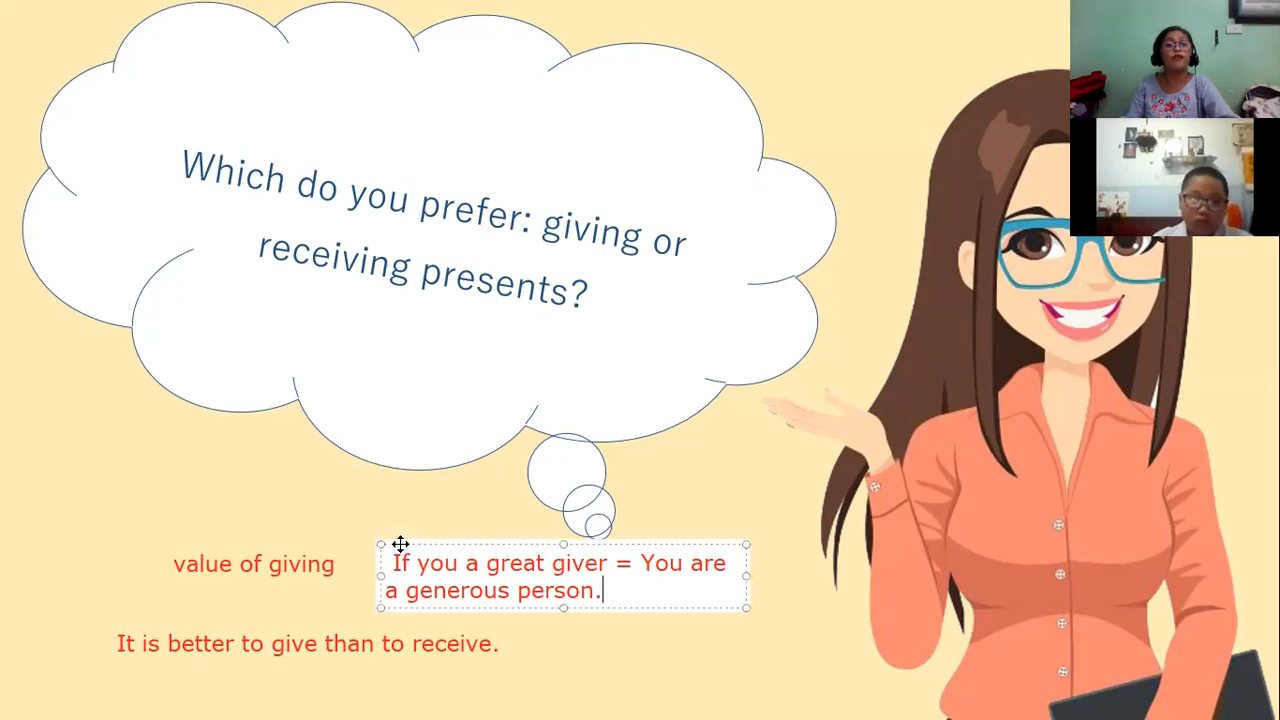 Which do you prefer: giving or
receiving presents?
value of giving
If you a great giver = You are
a generous person.
It is better to give than to receive.